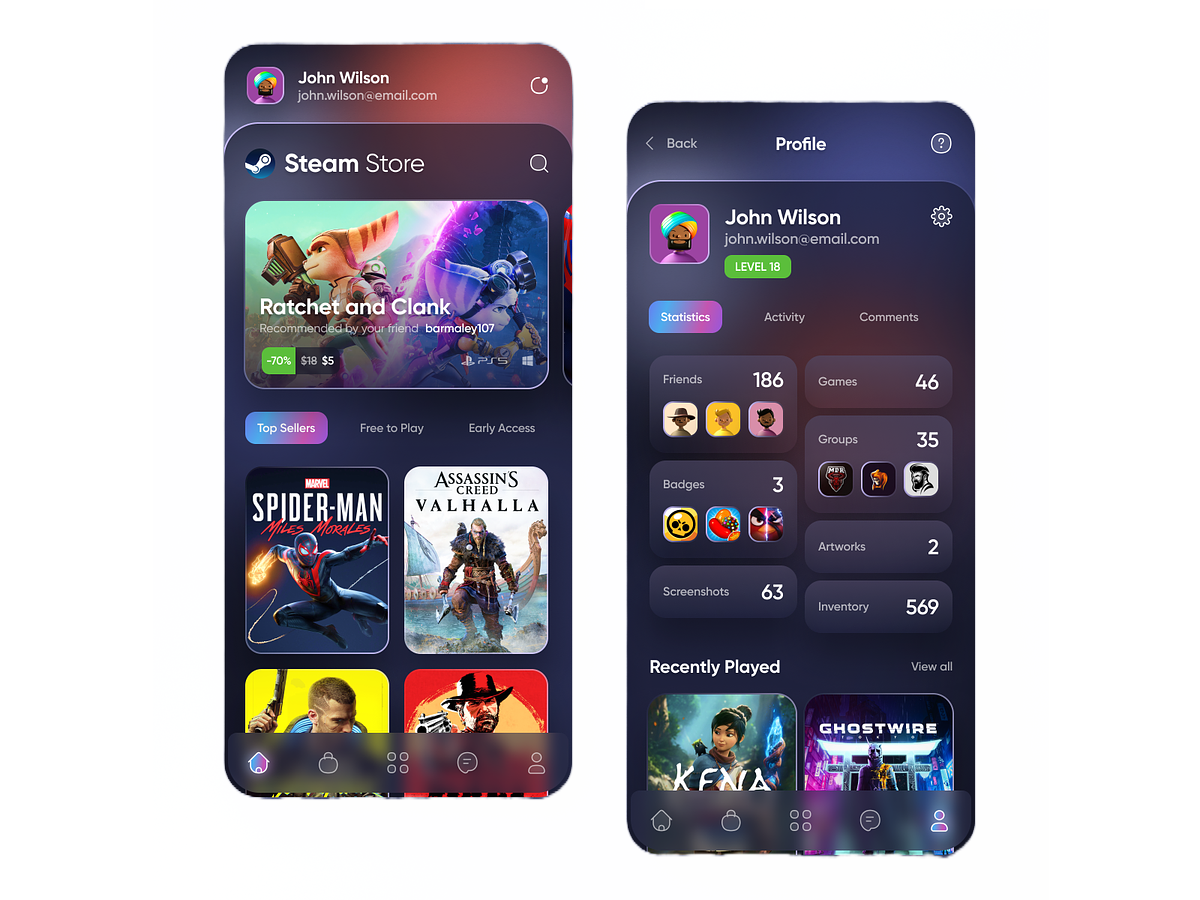 John Wilson
john.wilson@email.com
Steam Store
Ratchet and Clank
Recommended by your friend barmaley107
-70% $18 $5
PS5
Top Sellers Free to Play Early Access
MARVEL
SPIDER-MAN
MILES MORALES
ASSASSIN'S
CREED
VALHALLA
Back Profile ?
John Wilson
john.wilson@email.com
LEVEL 18
Statistics Activity Comments
Friends 186
Games 46
Groups 35
MDR
Badges 3
Artworks 2
Screenshots 63
Inventory 569
Recently Played View all
KENA
GHOSTWIRE